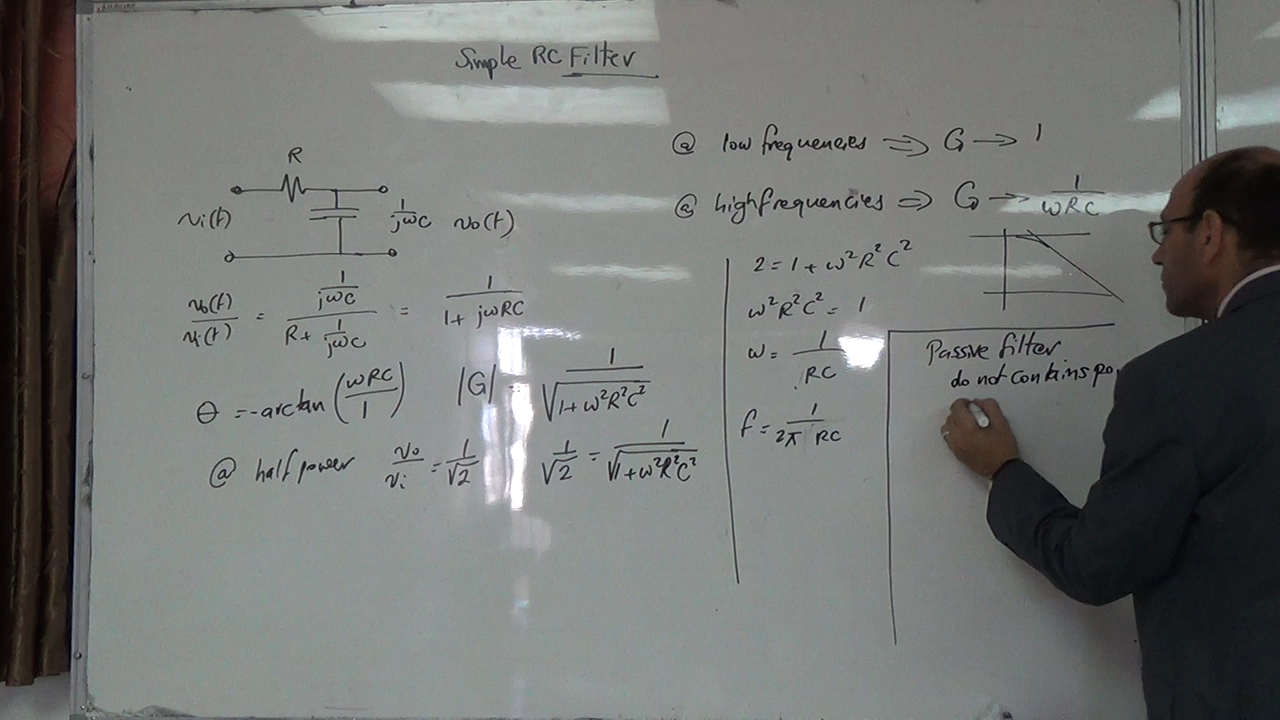 Simple RC Filter
R
vi(t)
1/jωC vo(t)
vo(t)/vi(t) = (1/jωC)/(R+ 1/jωC) = 1/(1+ jωRC)
θ = -arctan(ωRC/1) |G| = 1/√(1+ω²R²C²)
@ half power vo/vi = 1/√2 1/√2 = 1/√(1+ω²R²C²)
@ low frequencies ⇒ G → 1
@ high frequencies ⇒ G → 1/ωRC
2 = 1 + ω²R²C²
ω²R²C² = 1
ω = 1/RC
f = 1/2π RC
Passive filter
do not contains